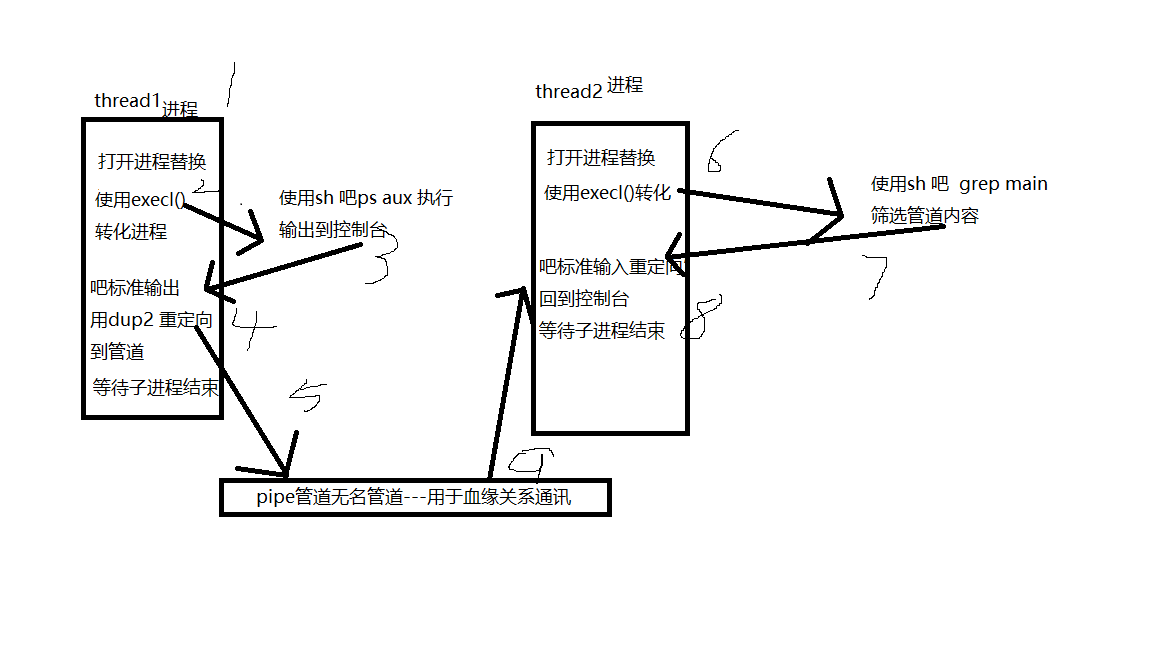 1
thread1进程
打开进程替换
使用execl()
2
转化进程
使用sh 吧ps aux 执行
输出到控制台
3
吧标准输出
用dup2 重定向
到管道
4
等待子进程结束
5
thread2 进程
打开进程替换
使用execl()转化
6
使用sh 吧 grep main
筛选管道内容
7
吧标准输入重定向
回到控制台
等待子进程结束
8
9
pipe管道无名管道---用于血缘关系通讯